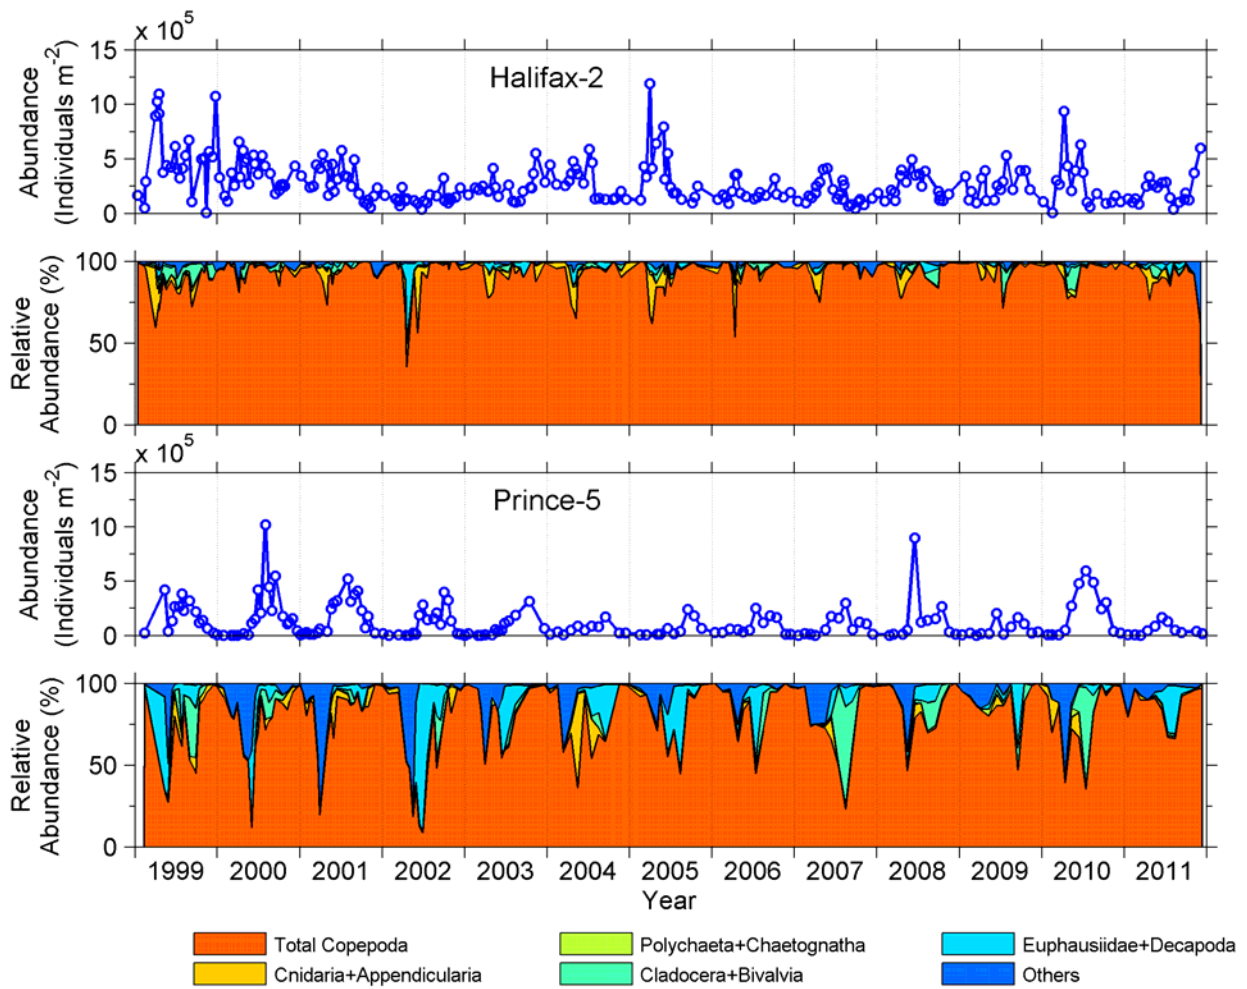 x 10^5
15
10
5
0
Abundance
(Individuals m^-2)
Halifax-2
100
50
0
Relative
Abundance (%)
x 10^5
15
10
5
0
Abundance
(Individuals m^-2)
Prince-5
100
50
0
Relative
Abundance (%)
1999 2000 2001 2002 2003 2004 2005 2006 2007 2008 2009 2010 2011
Year
Total Copepoda Polychaeta+Chaetognatha Euphausiidae+Decapoda
Cnidaria+Appendicularia Cladocera+Bivalvia Others